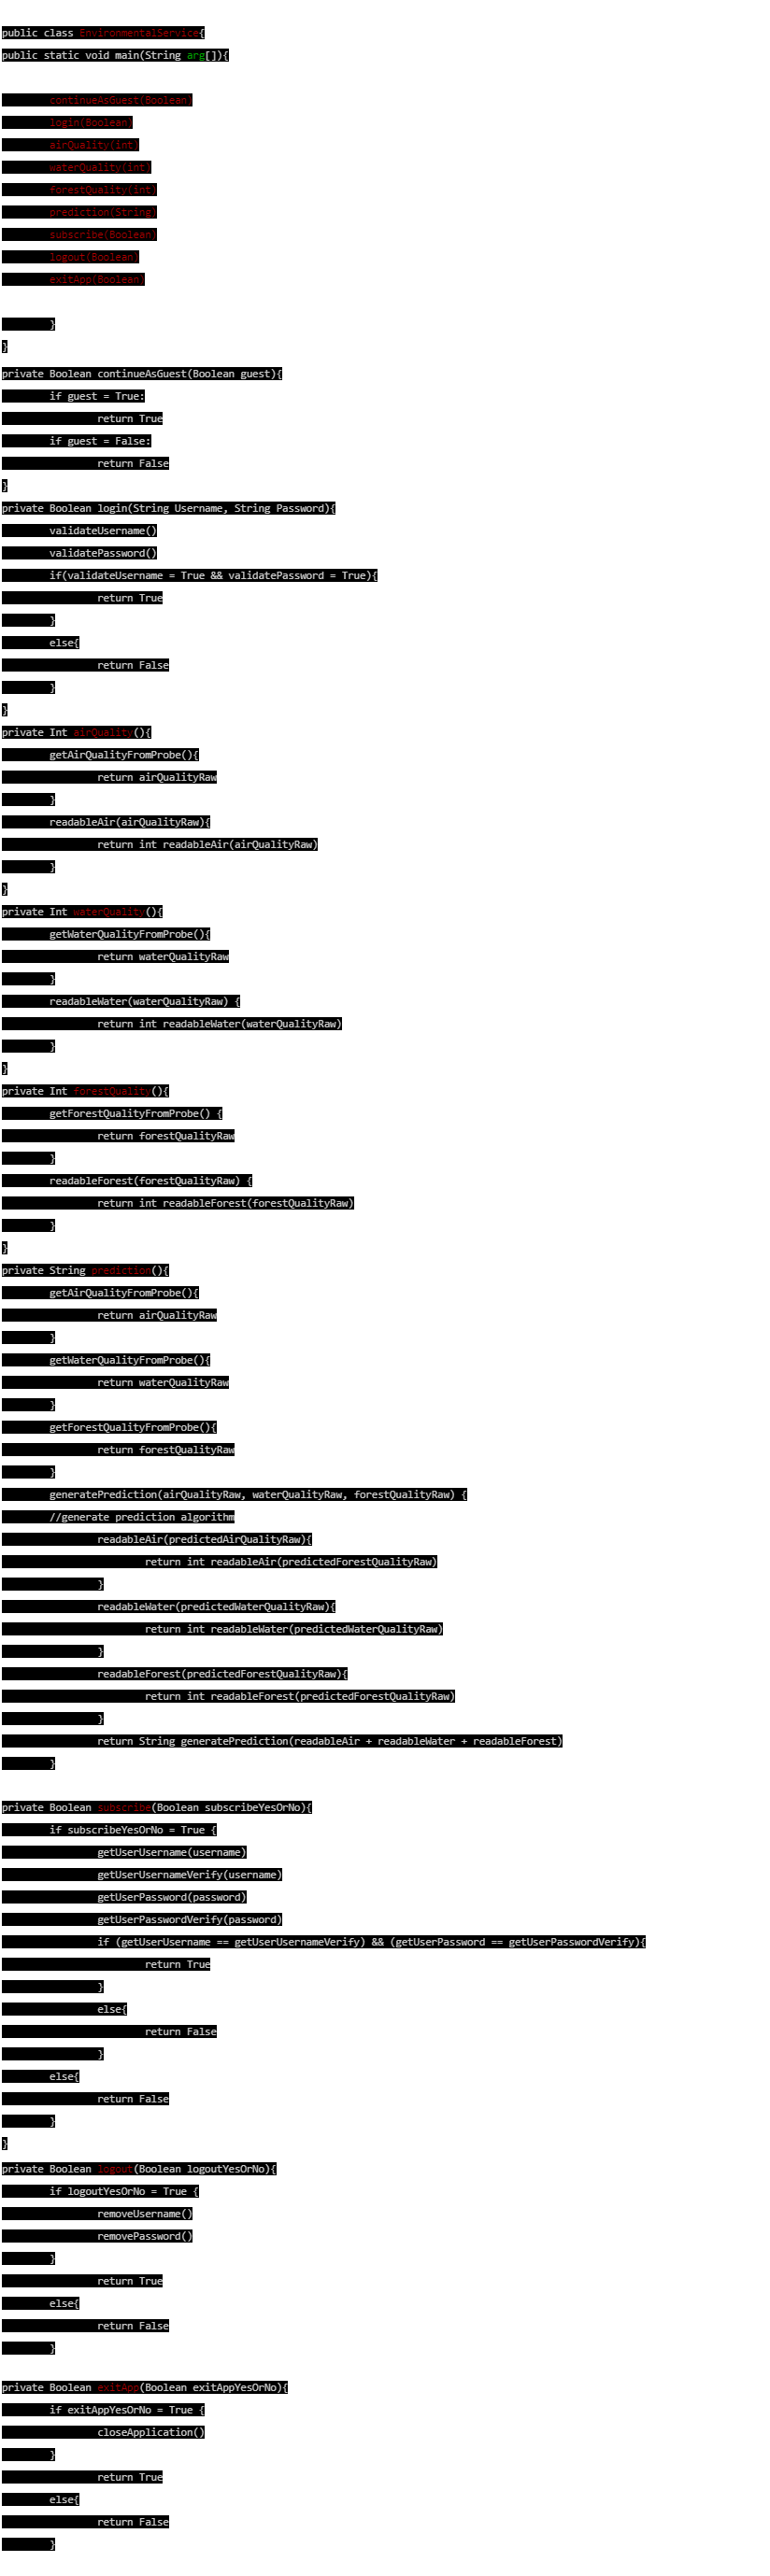 public class EnvironmentalService{
public static void main(String arg[]){
continueAsGuest(Boolean)
login(Boolean)
airQuality(int)
waterQuality(int)
forestQuality(int)
prediction(String)
subscribe(Boolean)
logout(Boolean)
exitApp(Boolean)
}
}
private Boolean continueAsGuest(Boolean guest){
if guest = True:
return True
if guest = False:
return False
}
private Boolean login(String Username, String Password){
validateUsername()
validatePassword()
if(validateUsername = True && validatePassword = True){
return True
}
else{
return False
}
}
private Int airQuality(){
getAirQualityFromProbe(){
return airQualityRaw
}
readableAir(airQualityRaw){
return int readableAir(airQualityRaw)
}
}
private Int waterQuality(){
getWaterQualityFromProbe(){
return waterQualityRaw
}
readableWater(waterQualityRaw) {
return int readableWater(waterQualityRaw)
}
}
private Int forestQuality(){
getForestQualityFromProbe() {
return forestQualityRaw
}
readableForest(forestQualityRaw) {
return int readableForest(forestQualityRaw)
}
}
private String prediction(){
getAirQualityFromProbe(){
return airQualityRaw
}
getWaterQualityFromProbe(){
return waterQualityRaw
}
getForestQualityFromProbe(){
return forestQualityRaw
}
generatePrediction(airQualityRaw, waterQualityRaw, forestQualityRaw) {
//generate prediction algorithm
readableAir(predictedAirQualityRaw){
return int readableAir(predictedForestQualityRaw)
}
readableWater(predictedWaterQualityRaw){
return int readableWater(predictedWaterQualityRaw)
}
readableForest(predictedForestQualityRaw){
return int readableForest(predictedForestQualityRaw)
}
return String generatePrediction(readableAir + readableWater + readableForest)
}
private Boolean subscribe(Boolean subscribeYesOrNo){
if subscribeYesOrNo = True {
getUserUsername(username)
getUserUsernameVerify(username)
getUserPassword(password)
getUserPasswordVerify(password)
if (getUserUsername == getUserUsernameVerify) && (getUserPassword == getUserPasswordVerify){
return True
}
else{
return False
}
else{
return False
}
}
private Boolean logout(Boolean logoutYesOrNo){
if logoutYesOrNo = True {
removeUsername()
removePassword()
}
return True
else{
return False
}
private Boolean exitApp(Boolean exitAppYesOrNo){
if exitAppYesOrNo = True {
closeApplication()
}
return True
else{
return False
}